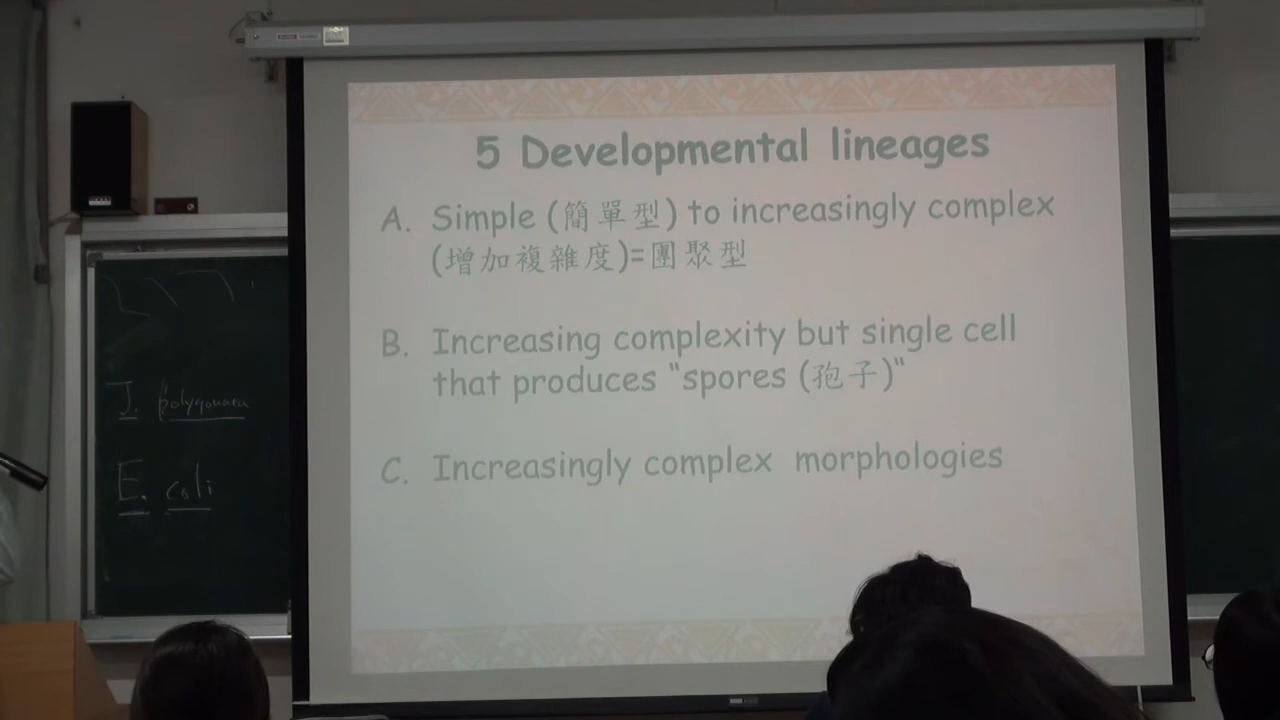 5 Developmental lineages
A. Simple (簡單型) to increasingly complex
(增加複雜度)=團聚型
B. Increasing complexity but single cell
that produces "spores (孢子)"
C. Increasingly complex morphologies
J. polygonata
E. coli